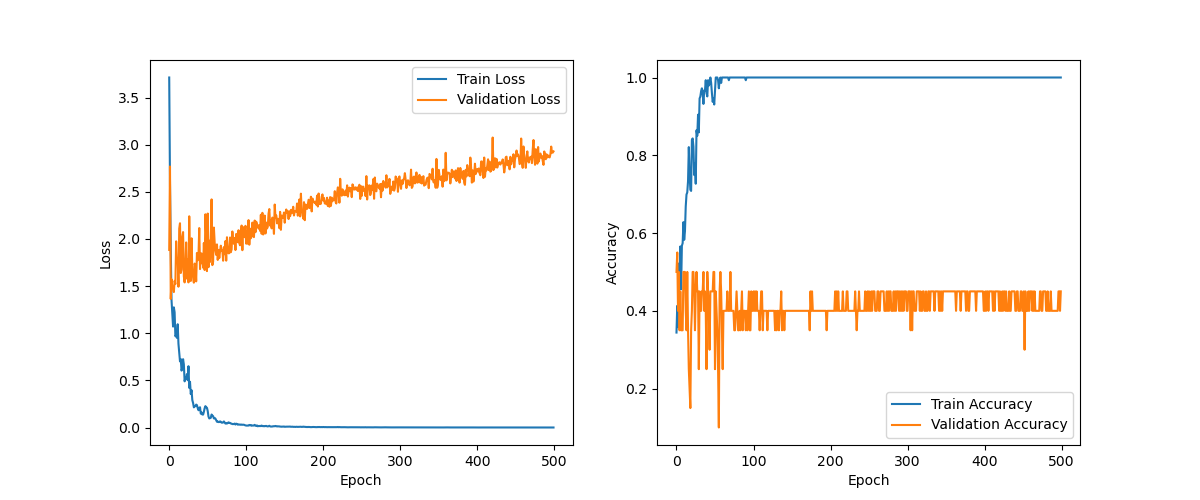 Train Loss
Validation Loss
3.5
3.0
2.5
2.0
1.5
1.0
0.5
0.0
Loss
0 100 200 300 400 500
Epoch
1.0
0.8
0.6
0.4
0.2
Accuracy
Train Accuracy
Validation Accuracy
0 100 200 300 400 500
Epoch